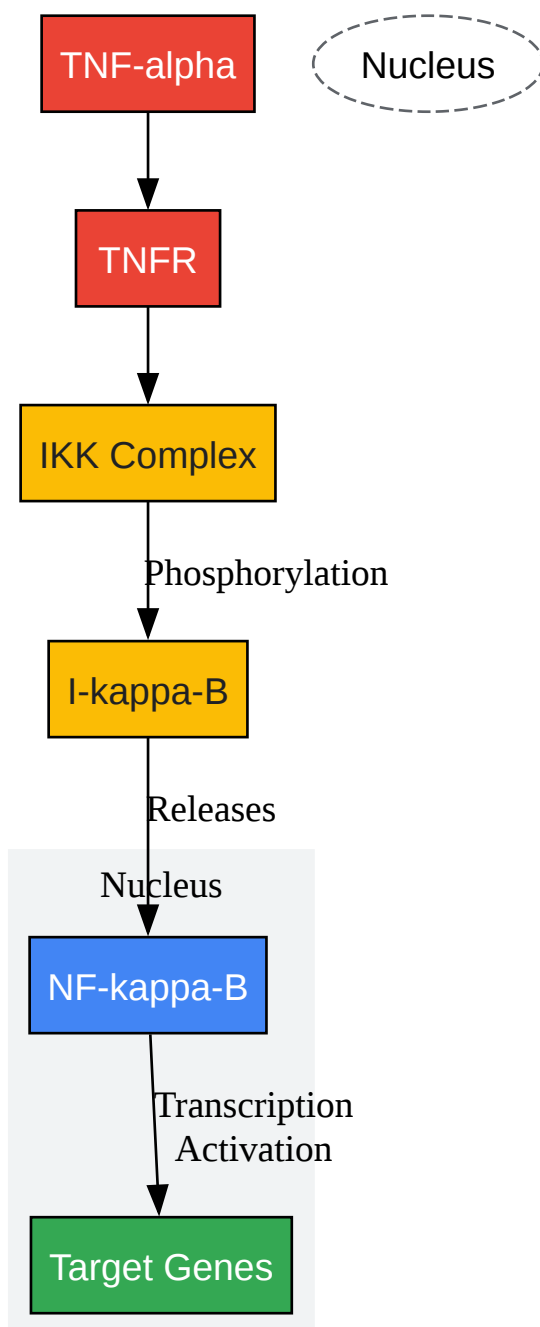 TNF-alpha
Nucleus
TNFR
IKK Complex
Phosphorylation
I-kappa-B
Releases
Nucleus
NF-kappa-B
Transcription
Activation
Target Genes